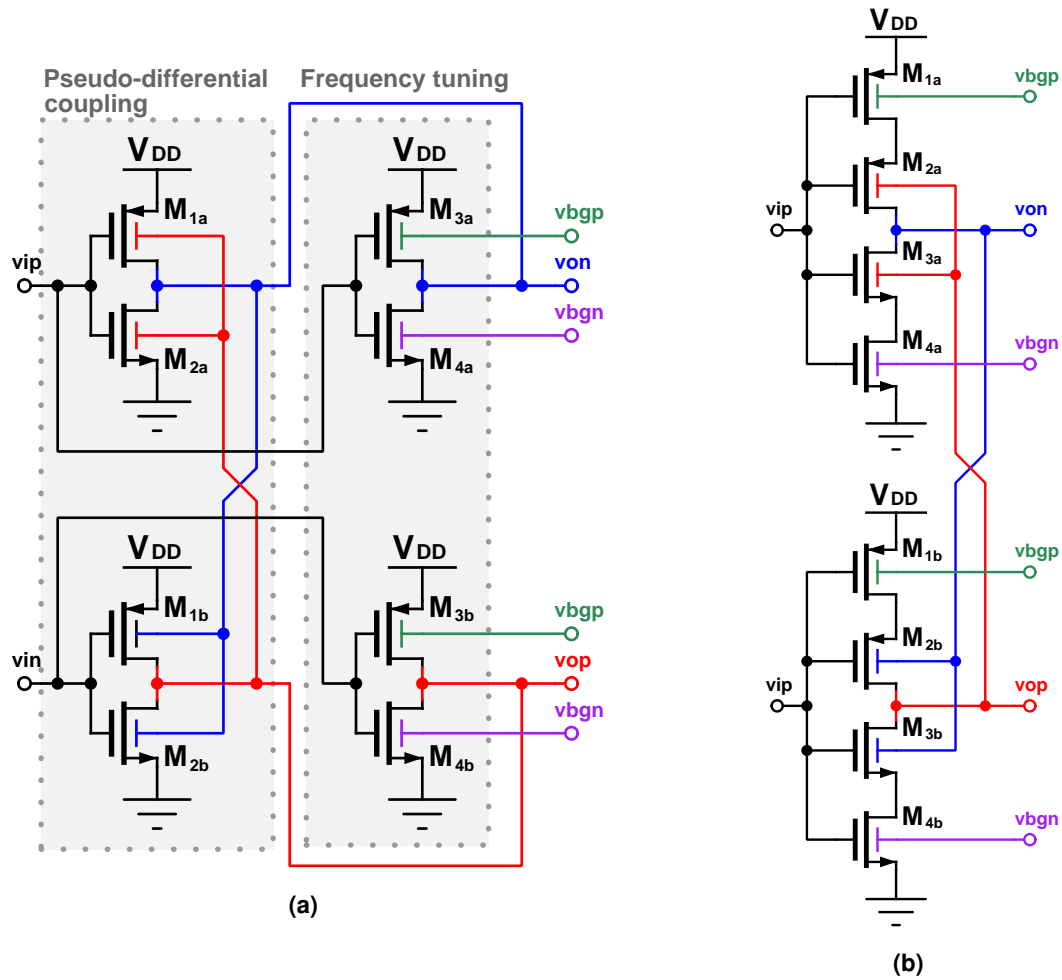 Pseudo-differential
coupling
Frequency tuning
VDD
M1a
vip
M2a
VDD
M3a
vbgp
von
vbgn
M4a
VDD
M1b
vin
M2b
VDD
M3b
vbgp
vop
vbgn
M4b
(a)
VDD
M1a
vbgp
M2a
vip
von
M3a
M4a
vbgn
VDD
M1b
vbgp
M2b
vip
vop
M3b
M4b
vbgn
(b)